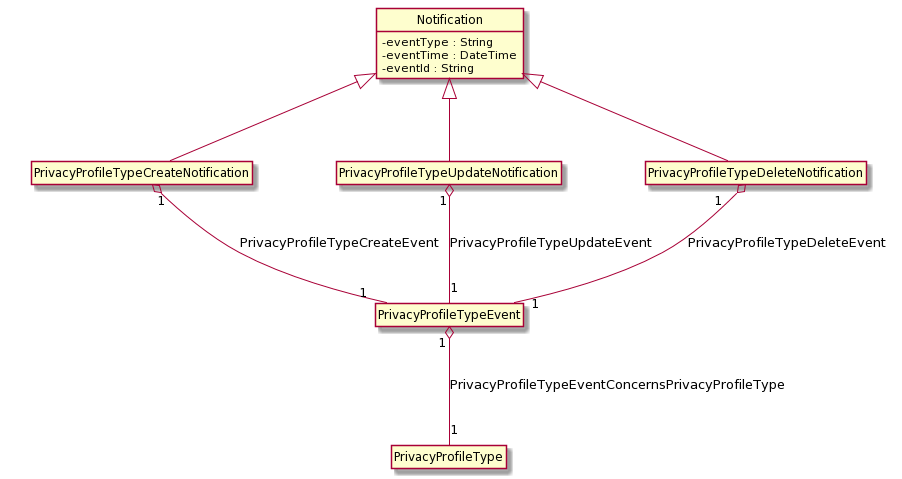 Notification
-eventType : String
-eventTime : DateTime
-eventId : String
PrivacyProfileTypeCreateNotification
PrivacyProfileTypeUpdateNotification
PrivacyProfileTypeDeleteNotification
1
1
1
PrivacyProfileTypeCreateEvent
PrivacyProfileTypeUpdateEvent
PrivacyProfileTypeDeleteEvent
1
1
1
PrivacyProfileTypeEvent
1
PrivacyProfileTypeEventConcernsPrivacyProfileType
1
PrivacyProfileType